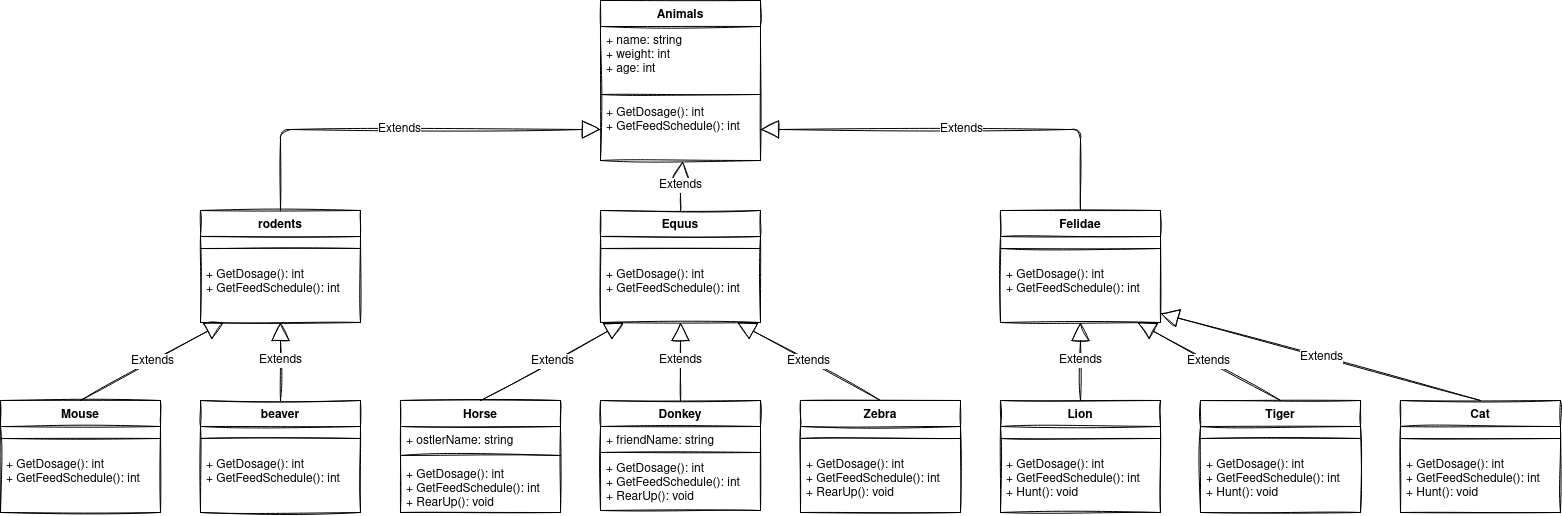 Animals
+ name: string
+ weight: int
+ age: int
+ GetDosage(): int
+ GetFeedSchedule(): int
Extends
Extends
Extends
rodents
+ GetDosage(): int
+ GetFeedSchedule(): int
Equus
+ GetDosage(): int
+ GetFeedSchedule(): int
Felidae
+ GetDosage(): int
+ GetFeedSchedule(): int
Extends
Extends
Extends
Extends
Extends
Extends
Extends
Extends
Mouse
+ GetDosage(): int
+ GetFeedSchedule(): int
beaver
+ GetDosage(): int
+ GetFeedSchedule(): int
Horse
+ ostlerName: string
+ GetDosage(): int
+ GetFeedSchedule(): int
+ RearUp(): void
Donkey
+ friendName: string
+ GetDosage(): int
+ GetFeedSchedule(): int
+ RearUp(): void
Zebra
+ GetDosage(): int
+ GetFeedSchedule(): int
+ RearUp(): void
Lion
+ GetDosage(): int
+ GetFeedSchedule(): int
+ Hunt(): void
Tiger
+ GetDosage(): int
+ GetFeedSchedule(): int
+ Hunt(): void
Cat
+ GetDosage(): int
+ GetFeedSchedule(): int
+ Hunt(): void